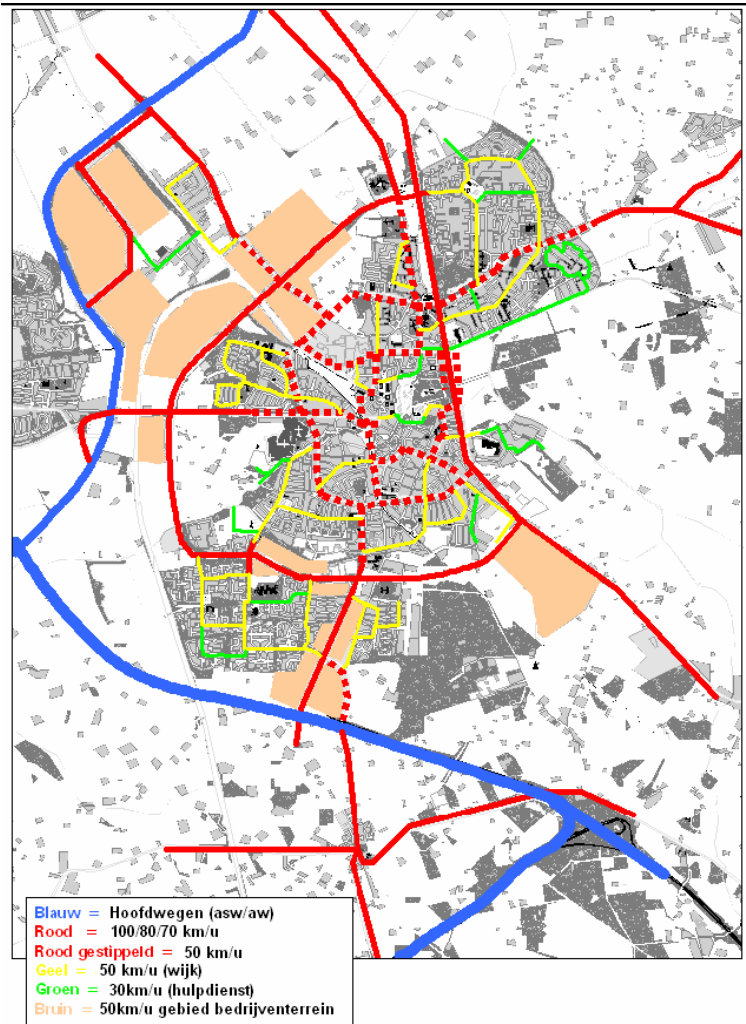 Blauw = Hoofdwegen (asw/aw)
Rood = 100/80/70 km/u
Rood gestippeld = 50 km/u
Geel = 50 km/u (wijk)
Groen = 30km/u (hulpdienst)
Bruin = 50km/u gebied bedrijventerrein